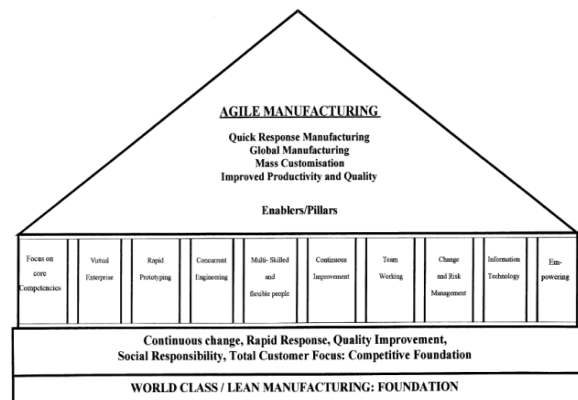 AGILE MANUFACTURING
Quick Response Manufacturing
Global Manufacturing
Mass Customisation
Improved Productivity and Quality
Enablers/Pillars
Focus on
core
Competencies
Virtual
Enterprise
Rapid
Prototyping
Concurrent
Engineering
Multi- Skilled
and
flexible people
Continuous
Improvement
Team
Working
Change
and Risk
Management
Information
Technology
Em-
powering
Continuous change, Rapid Response, Quality Improvement,
Social Responsibility, Total Customer Focus: Competitive Foundation
WORLD CLASS / LEAN MANUFACTURING: FOUNDATION